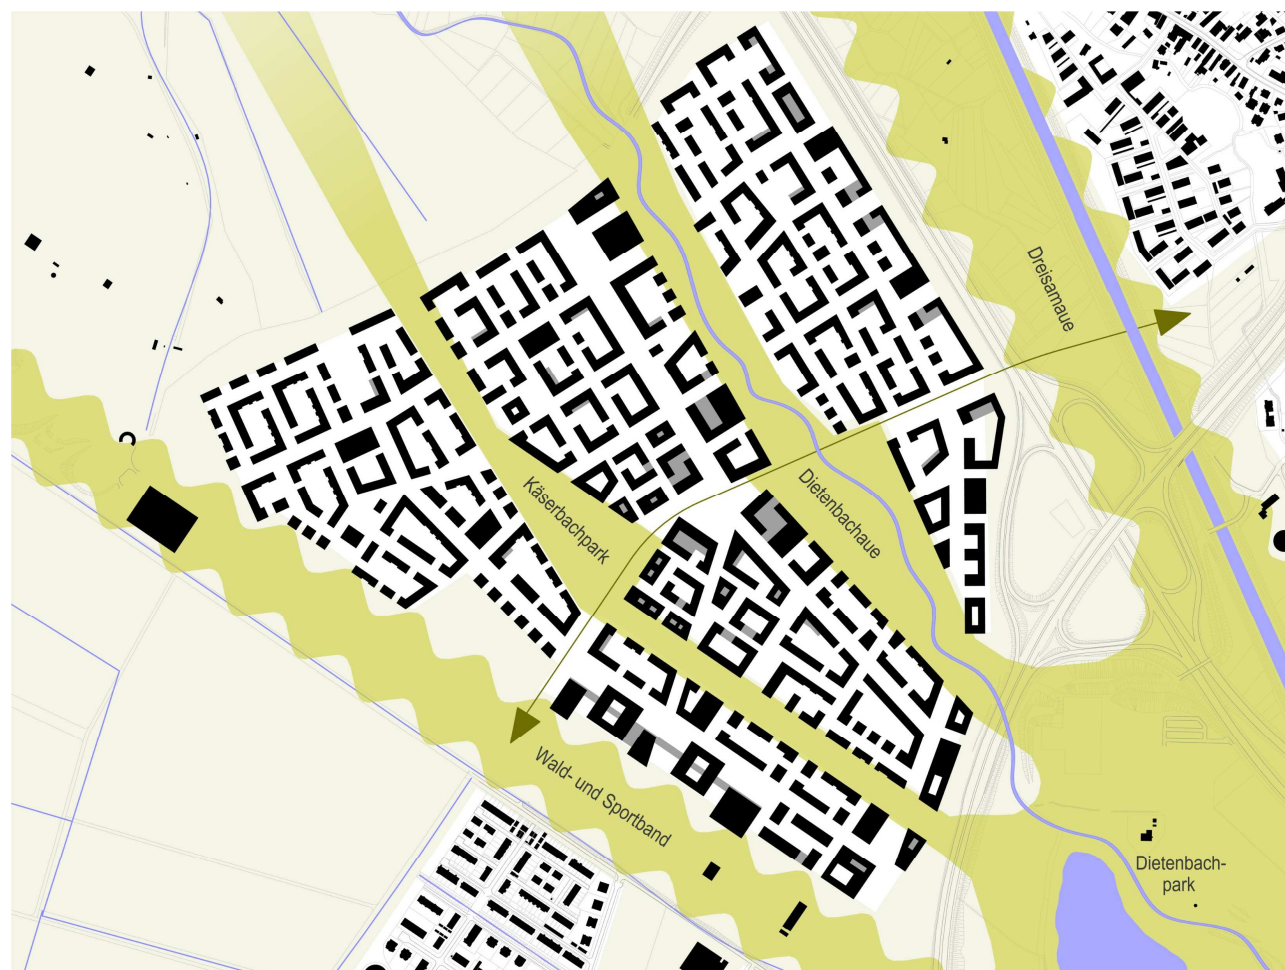 Dreisamaue
Dietenbachaue
Käserbachpark
Wald- und Sportband
Dietenbach-
park